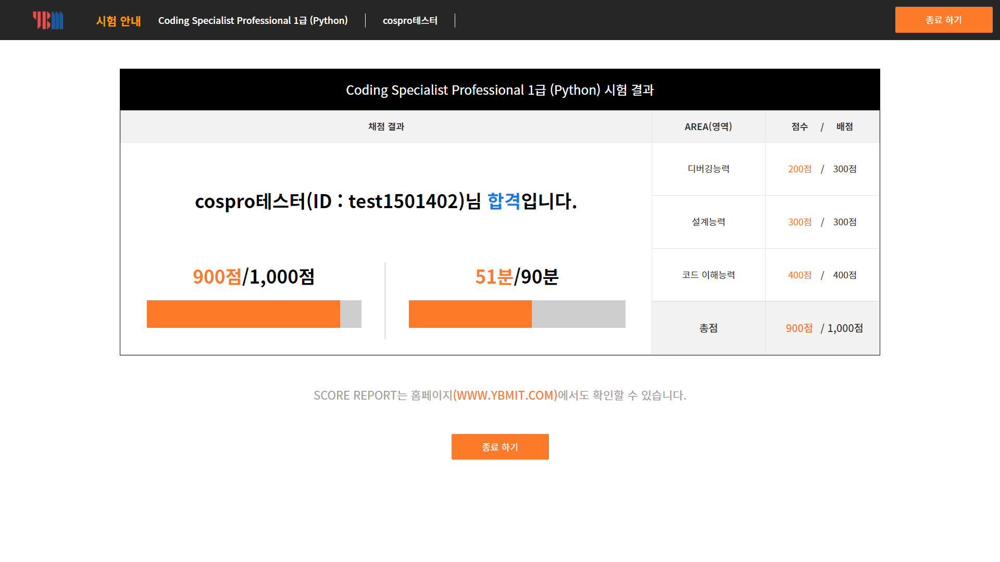 YBM 시험 안내 Coding Specialist Professional 1급 (Python) cospro테스터 종료 하기
Coding Specialist Professional 1급 (Python) 시험 결과
채점 결과 AREA(영역) 점수 / 배점
디버깅능력 200점 / 300점
cospro테스터(ID : test1501402)님 합격입니다.
설계능력 300점 / 300점
900점/1,000점 51분/90분
코드 이해능력 400점 / 400점
총점 900점 / 1,000점
SCORE REPORT는 홈페이지(WWW.YBMIT.COM)에서도 확인할 수 있습니다.
종료 하기